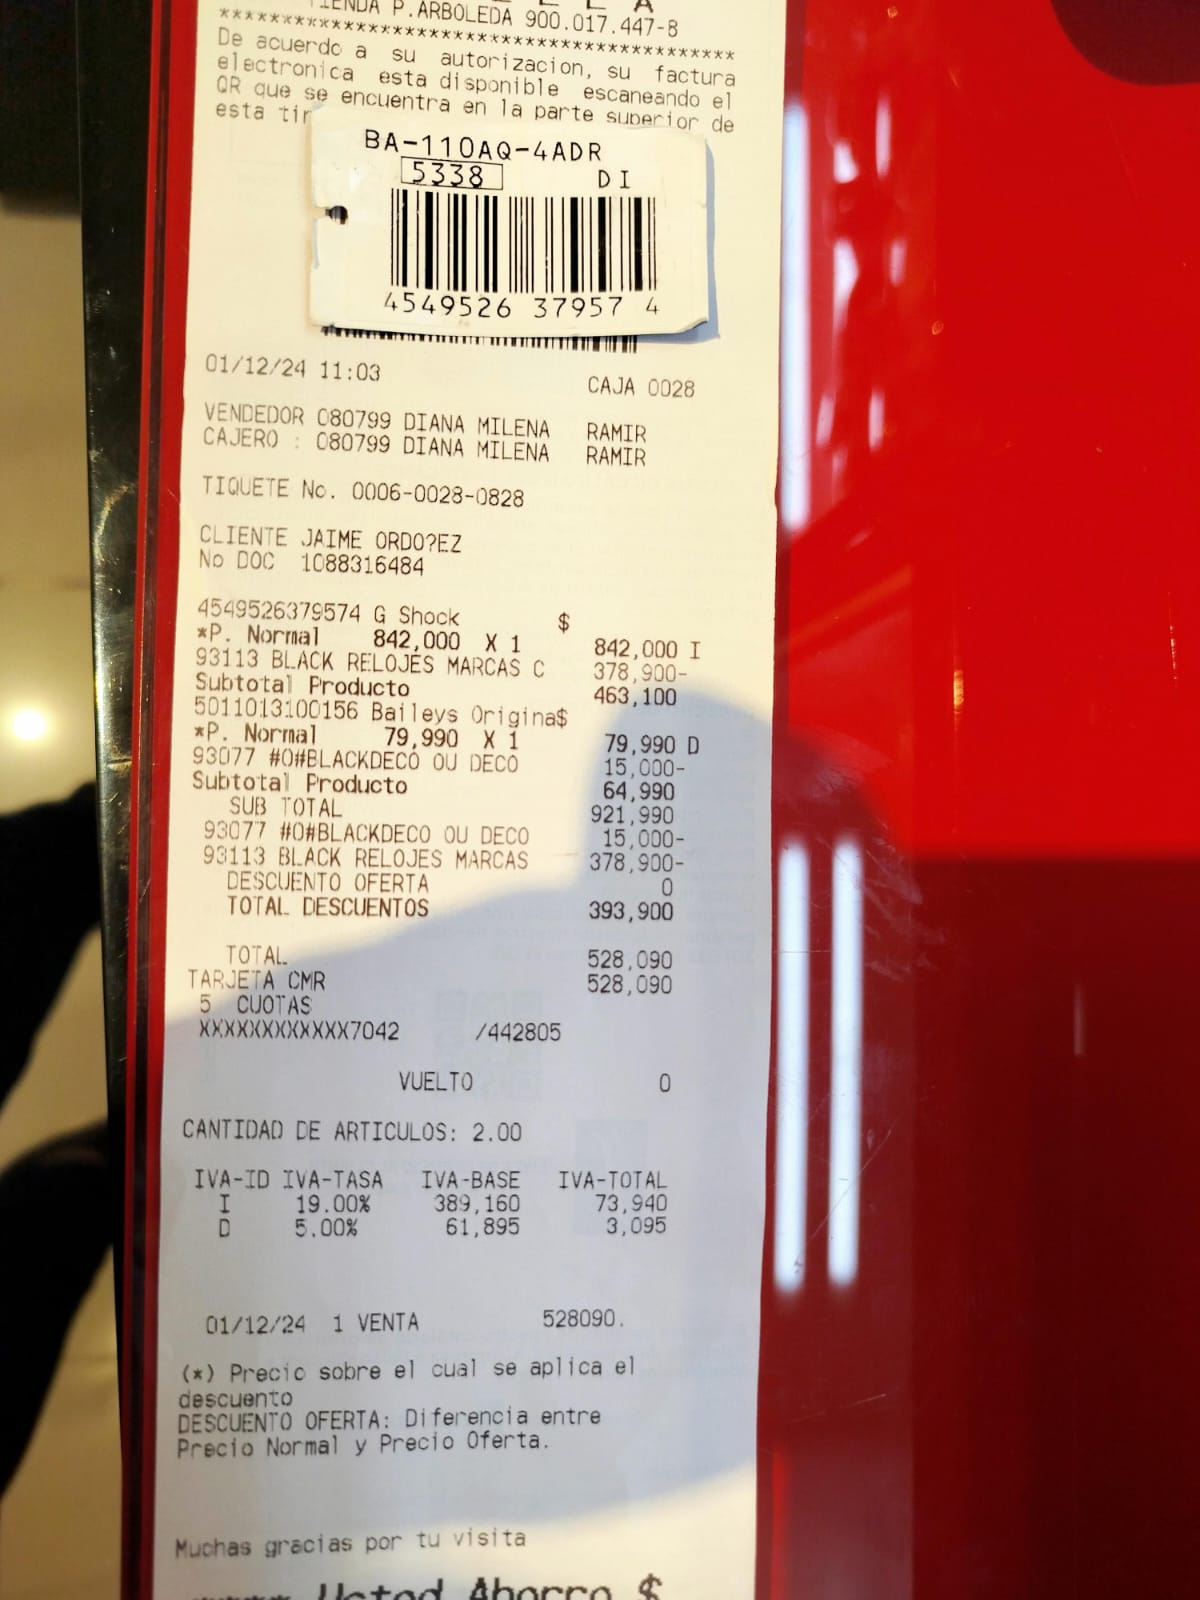 TIENDA P.ARBOLEDA 900.017.447-8
*****************************************
De acuerdo a su autorizacion, su factura
electronica esta disponible escaneando el
QR que se encuentra en la parte superior de
esta tir
BA-110AQ-4ADR
5338 DI
4549526 37957 4
01/12/24 11:03 CAJA 0028
VENDEDOR 080799 DIANA MILENA RAMIR
CAJERO : 080799 DIANA MILENA RAMIR
TIQUETE No. 0006-0028-0828
CLIENTE JAIME ORDO?EZ
No DOC 1088316484
4549526379574 G Shock $
*P. Normal 842,000 X 1 842,000 I
93113 BLACK RELOJES MARCAS C 378,900-
Subtotal Producto 463,100
5011013100156 Baileys Origina$
*P. Normal 79,990 X 1 79,990 D
93077 #0#BLACKDECO OU DECO 15,000-
Subtotal Producto 64,990
SUB TOTAL 921,990
93077 #0#BLACKDECO OU DECO 15,000-
93113 BLACK RELOJES MARCAS 378,900-
DESCUENTO OFERTA 0
TOTAL DESCUENTOS 393,900
TOTAL 528,090
TARJETA CMR 528,090
5 CUOTAS
XXXXXXXXXXXX7042 /442805
VUELTO 0
CANTIDAD DE ARTICULOS: 2.00
IVA-ID IVA-TASA IVA-BASE IVA-TOTAL
I 19.00% 389,160 73,940
D 5.00% 61,895 3,095
01/12/24 1 VENTA 528090.
(*) Precio sobre el cual se aplica el
descuento
DESCUENTO OFERTA: Diferencia entre
Precio Normal y Precio Oferta.
Muchas gracias por tu visita
**** Usted Ahorro $